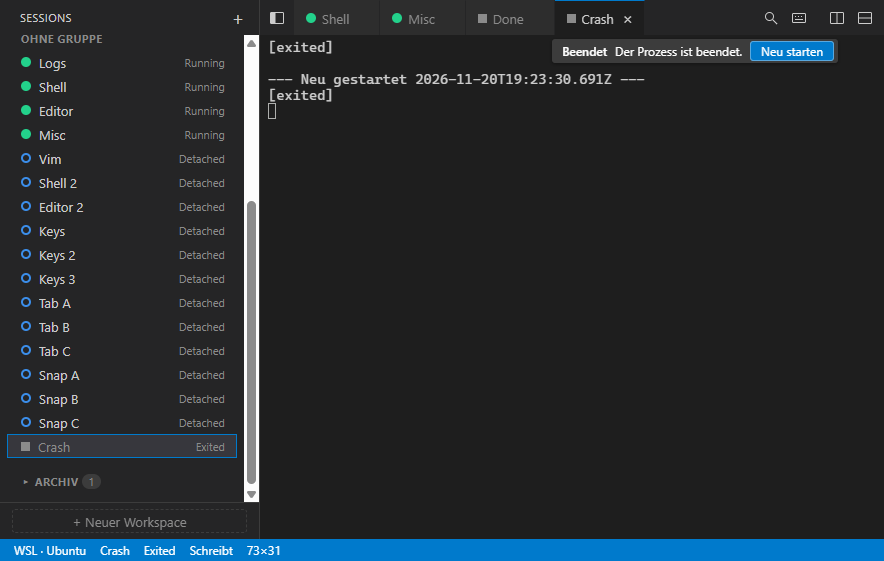 SESSIONS +
OHNE GRUPPE
Logs Running
Shell Running
Editor Running
Misc Running
Vim Detached
Shell 2 Detached
Editor 2 Detached
Keys Detached
Keys 2 Detached
Keys 3 Detached
Tab A Detached
Tab B Detached
Tab C Detached
Snap A Detached
Snap B Detached
Snap C Detached
Crash Exited
ARCHIV 1
+ Neuer Workspace
Shell Misc Done Crash ×
Beendet Der Prozess ist beendet. Neu starten
[exited]
--- Neu gestartet 2026-11-20T19:23:30.691Z ---
[exited]
WSL · Ubuntu Crash Exited Schreibt 73×31